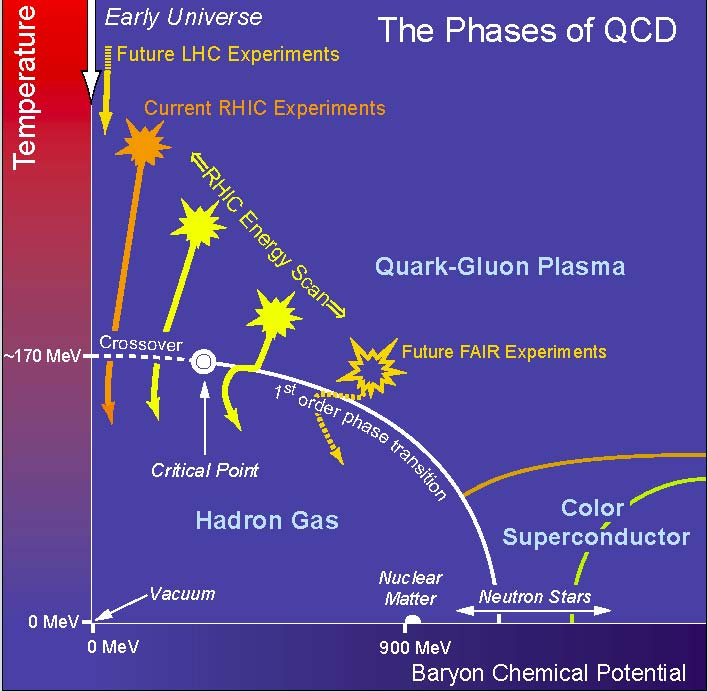 Early Universe
The Phases of QCD
Temperature
Future LHC Experiments
Current RHIC Experiments
⇐RHIC Energy Scan⇒
Quark-Gluon Plasma
~170 MeV
Crossover
Future FAIR Experiments
1st order phase transition
Critical Point
Hadron Gas
Color
Superconductor
Vacuum
Nuclear
Matter
Neutron Stars
0 MeV
0 MeV
900 MeV
Baryon Chemical Potential